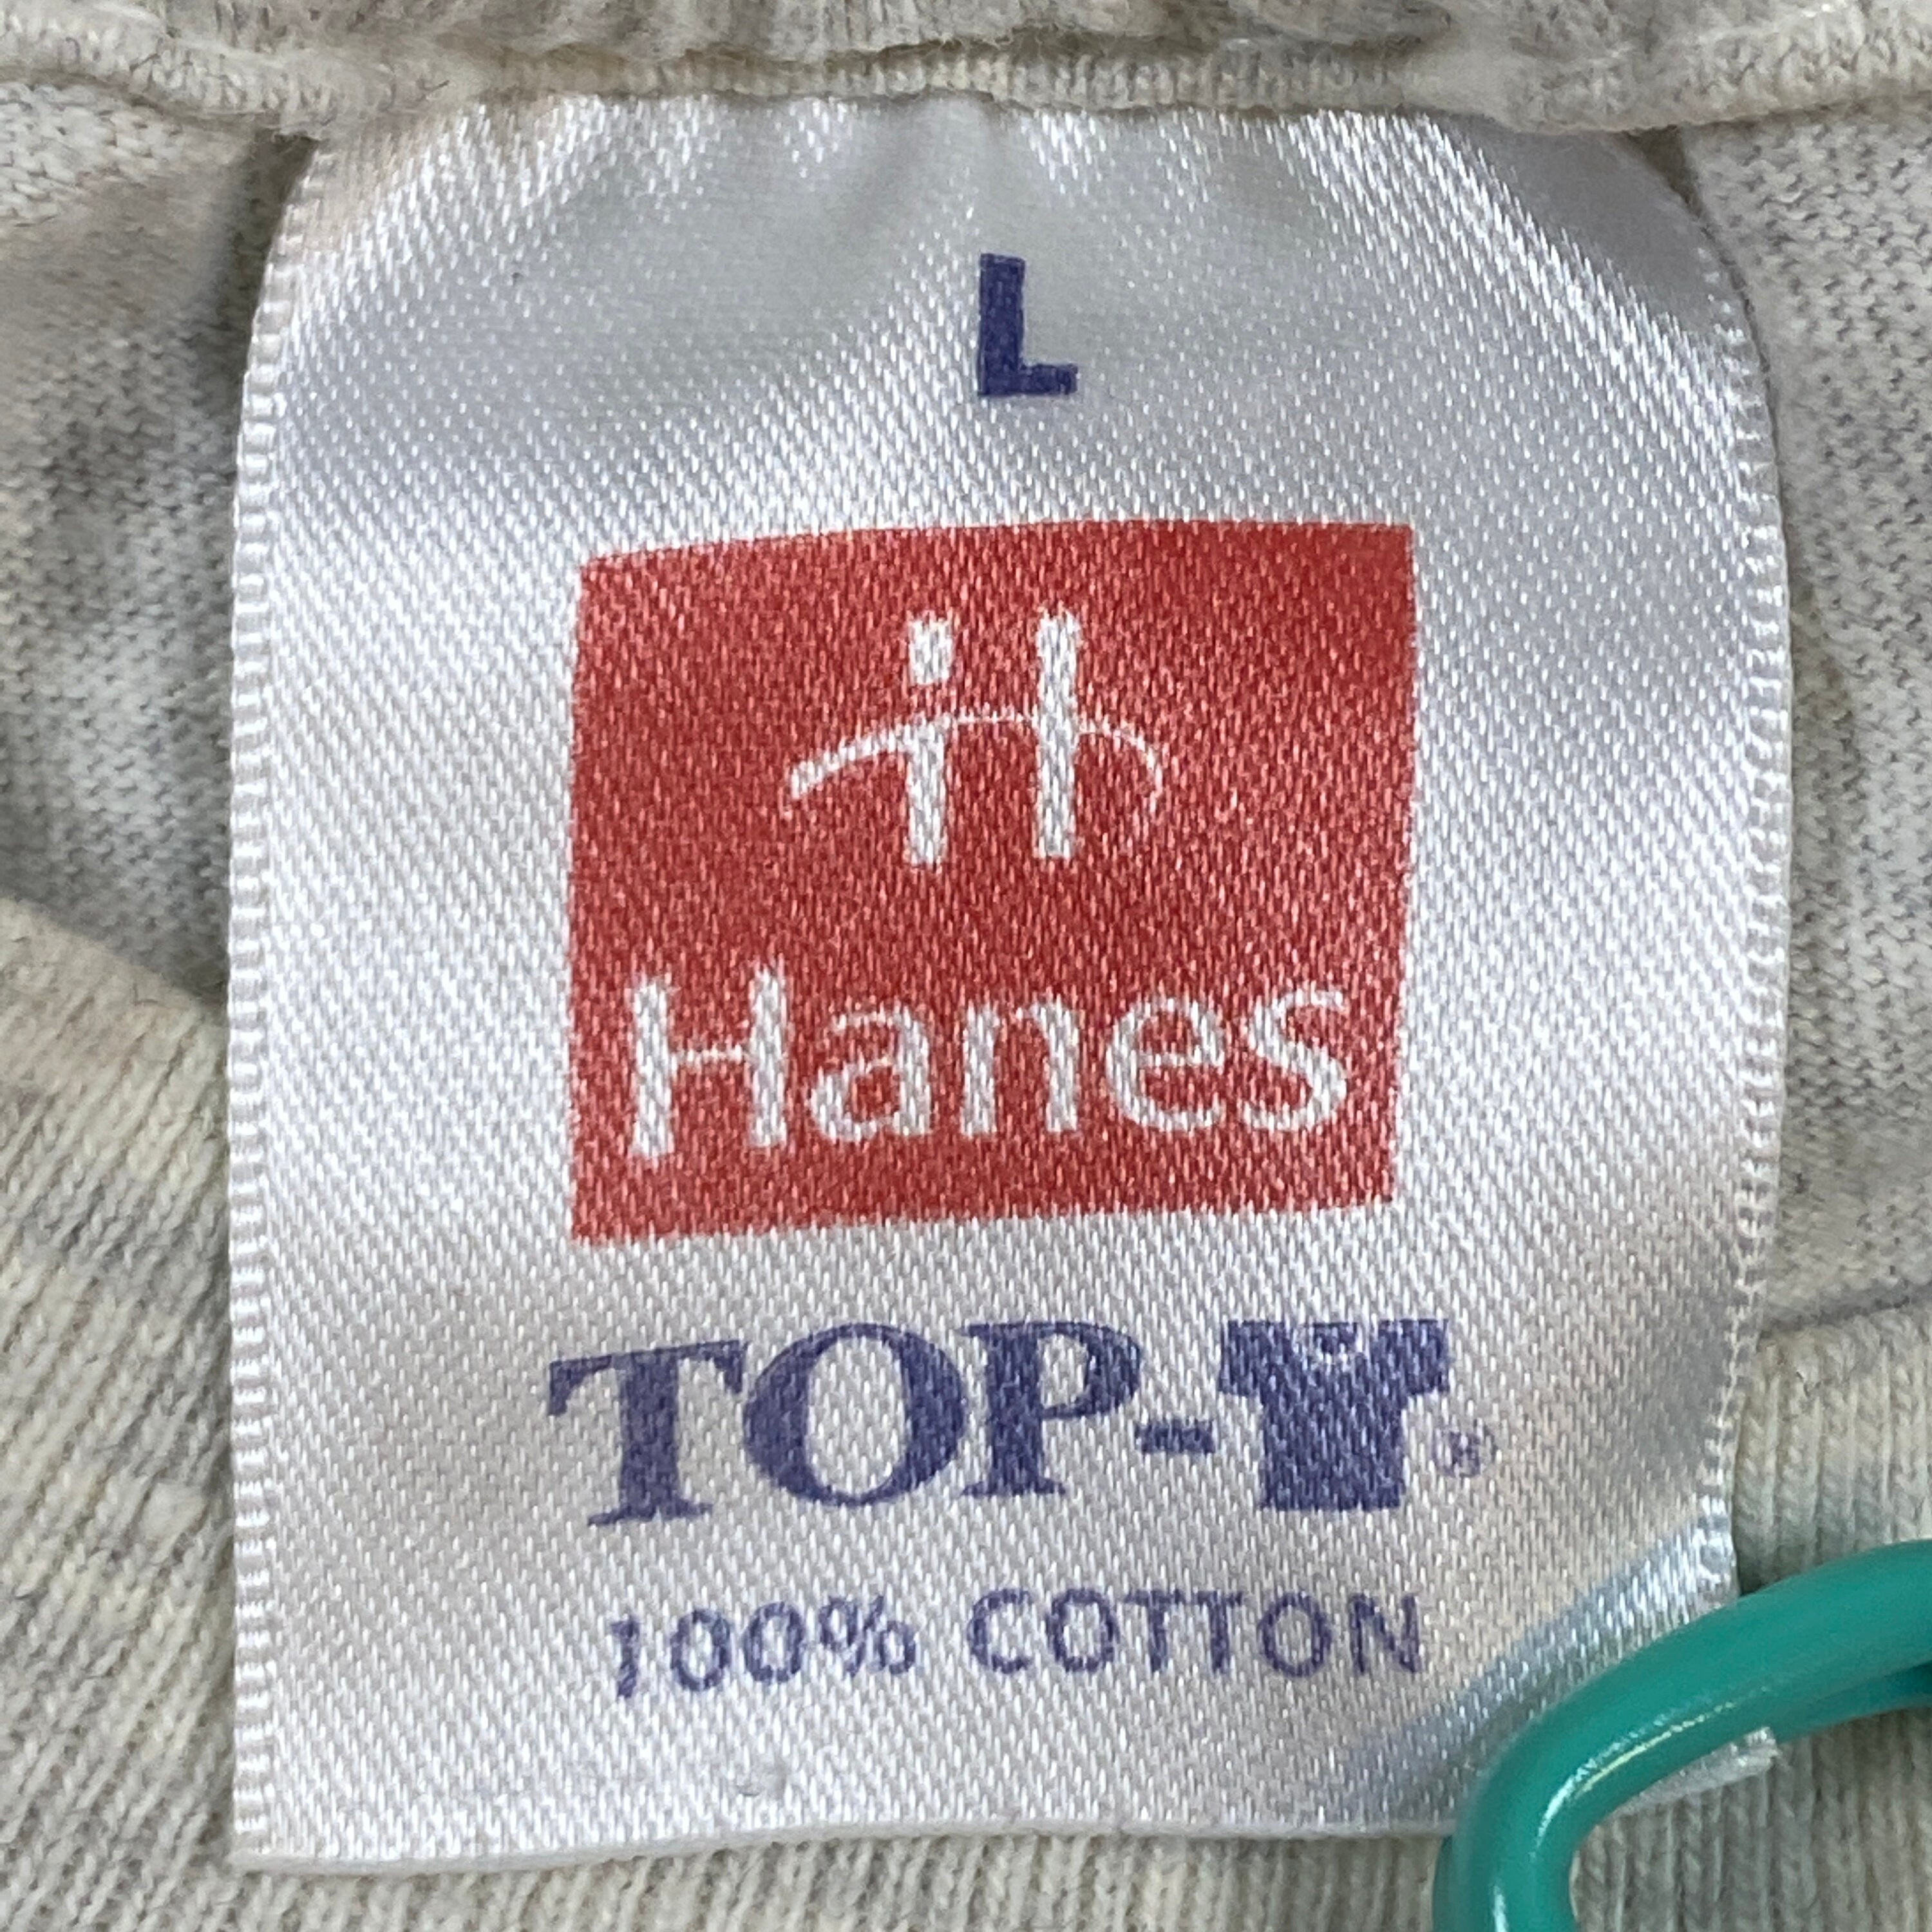 L
Hanes
TOP-T®
100% COTTON